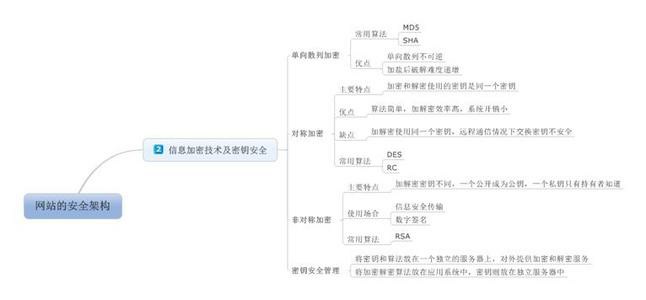 网站的安全架构
2 信息加密技术及密钥安全
单向散列加密
常用算法
MD5
SHA
优点
单向散列不可逆
加盐后破解难度递增
对称加密
主要特点
加密和解密使用的密钥是同一个密钥
优点
算法简单,加解密效率高,系统开销小
缺点
加解密使用同一个密钥,远程通信情况下交换密钥不安全
常用算法
DES
RC
非对称加密
主要特点
加解密密钥不同,一个公开成为公钥,一个私钥只有持有者知道
使用场合
信息安全传输
数字签名
常用算法
RSA
密钥安全管理
将密钥和算法放在一个独立的服务器上,对外提供加密和解密服务
将加解密算法放在应用系统中,密钥则放在独立服务器中